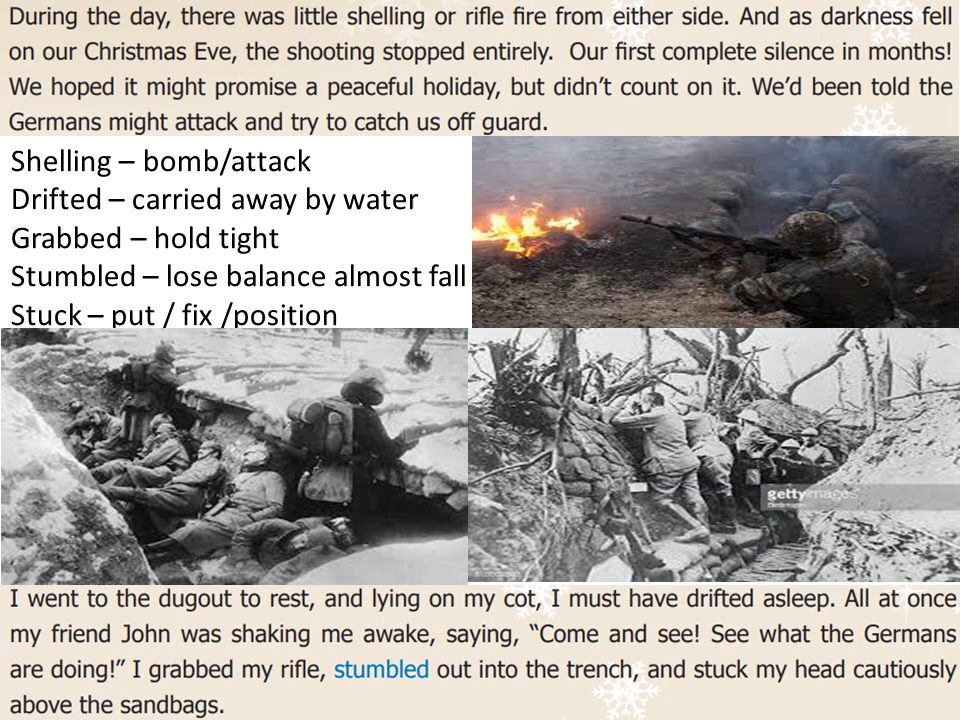 During the day, there was little shelling or rifle fire from either side. And as darkness fell
on our Christmas Eve, the shooting stopped entirely.  Our first complete silence in months!
We hoped it might promise a peaceful holiday, but didn’t count on it. We’d been told the
Germans might attack and try to catch us off guard.
Shelling – bomb/attack
Drifted – carried away by water
Grabbed – hold tight
Stumbled – lose balance almost fall
Stuck – put / fix /position
gettyimages
I went to the dugout to rest, and lying on my cot, I must have drifted asleep. All at once
my friend John was shaking me awake, saying, “Come and see! See what the Germans
are doing!” I grabbed my rifle, stumbled out into the trench, and stuck my head cautiously
above the sandbags.